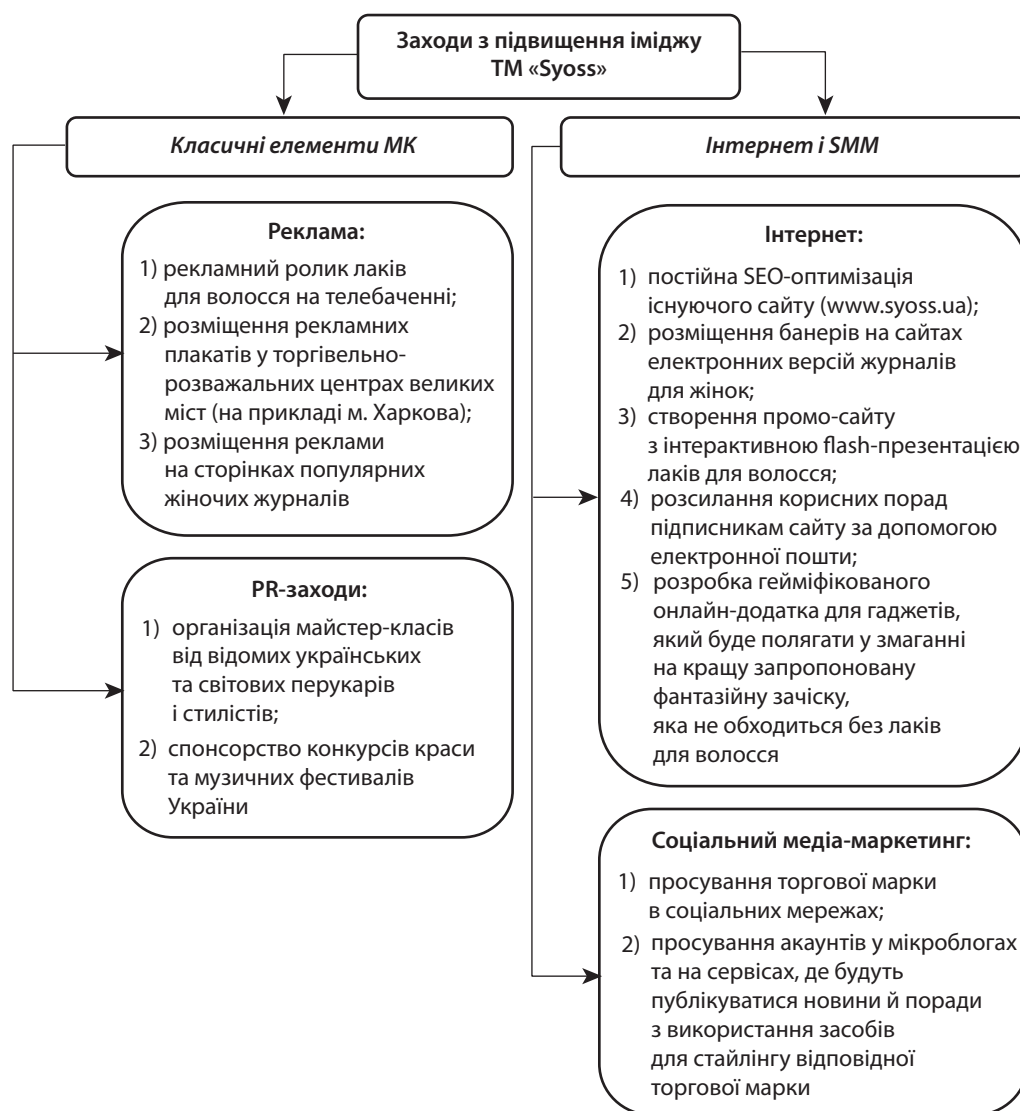 Заходи з підвищення іміджу
ТМ «Syoss»
Класичні елементи МК
Реклама:
1) рекламний ролик лаків
для волосся на телебаченні;
2) розміщення рекламних
плакатів у торгівельно-
розважальних центрах великих
міст (на прикладі м. Харкова);
3) розміщення реклами
на сторінках популярних
жіночих журналів
PR-заходи:
1) організація майстер-класів
від відомих українських
та світових перукарів
і стилістів;
2) спонсорство конкурсів краси
та музичних фестивалів
України
Інтернет і SMM
Інтернет:
1) постійна SEO-оптимізація
існуючого сайту (www.syoss.ua);
2) розміщення банерів на сайтах
електронних версій журналів
для жінок;
3) створення промо-сайту
з інтерактивною flash-презентацією
лаків для волосся;
4) розсилання корисних порад
підписникам сайту за допомогою
електронної пошти;
5) розробка гейміфікованого
онлайн-додатка для гаджетів,
який буде полягати у змаганні
на кращу запропоновану
фантазійну зачіску,
яка не обходиться без лаків
для волосся
Соціальний медіа-маркетинг:
1) просування торгової марки
в соціальних мережах;
2) просування акаунтів у мікроблогах
та на сервісах, де будуть
публікуватися новини й поради
з використання засобів
для стайлінгу відповідної
торгової марки